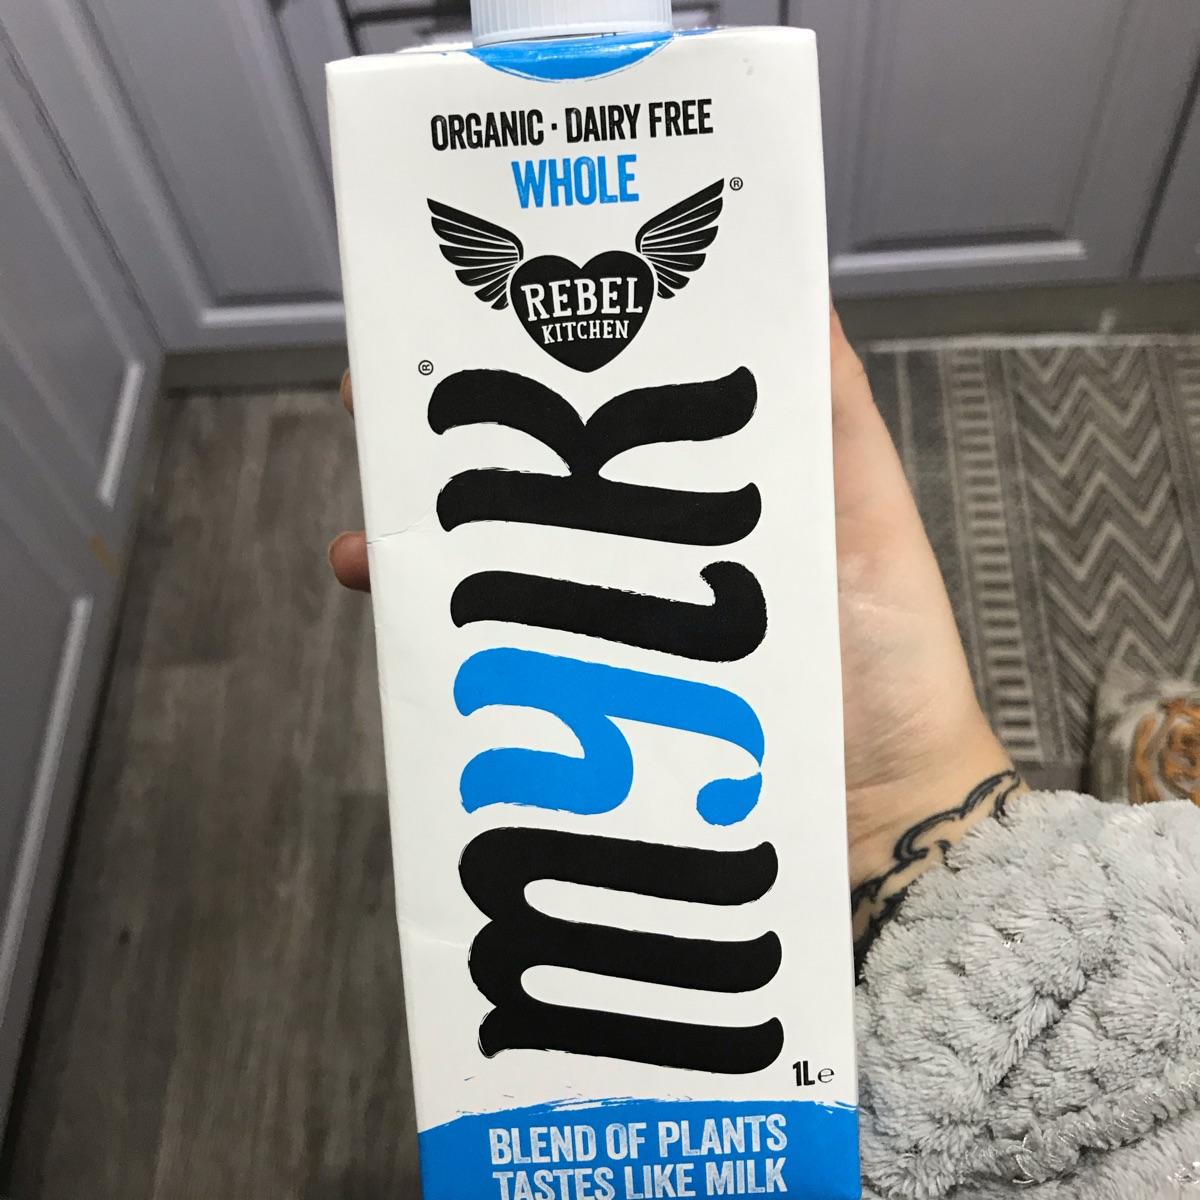 ORGANIC · DAIRY FREE
WHOLE
®
REBEL
KITCHEN
®
mylk
1L℮
BLEND OF PLANTS
TASTES LIKE MILK